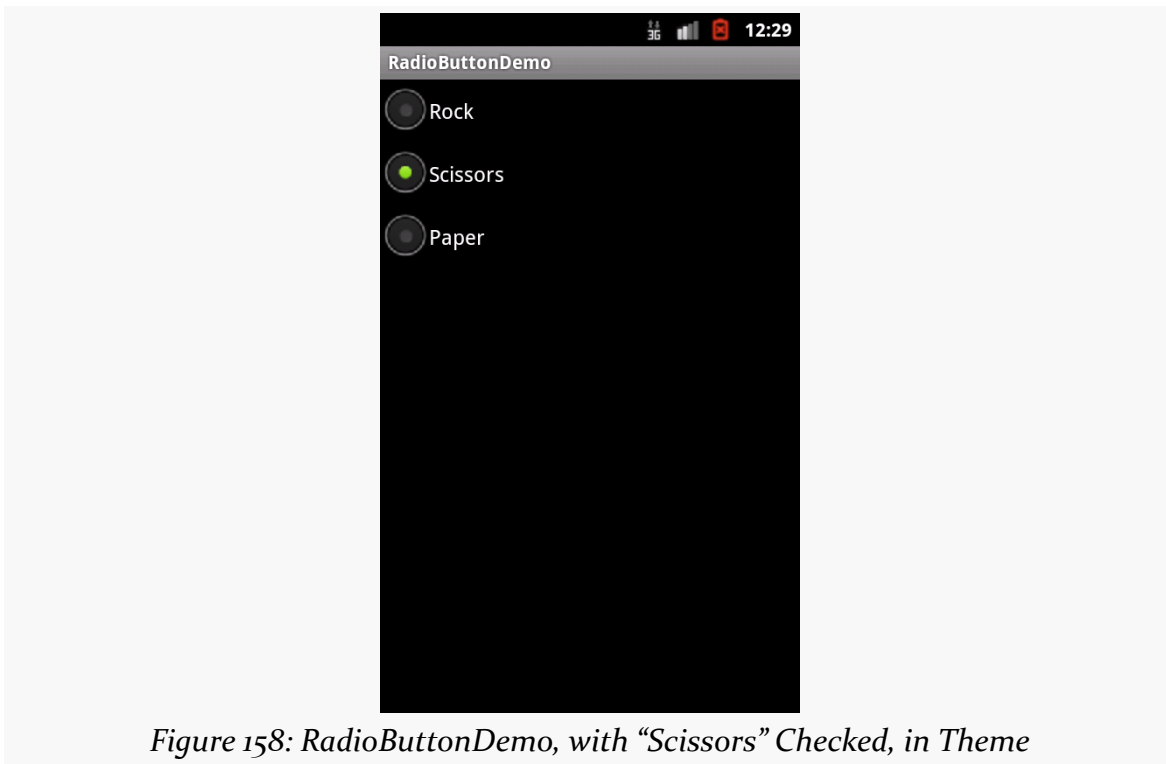 3G 12:29
RadioButtonDemo
Rock
Scissors
Paper
Figure 158: RadioButtonDemo, with “Scissors” Checked, in Theme